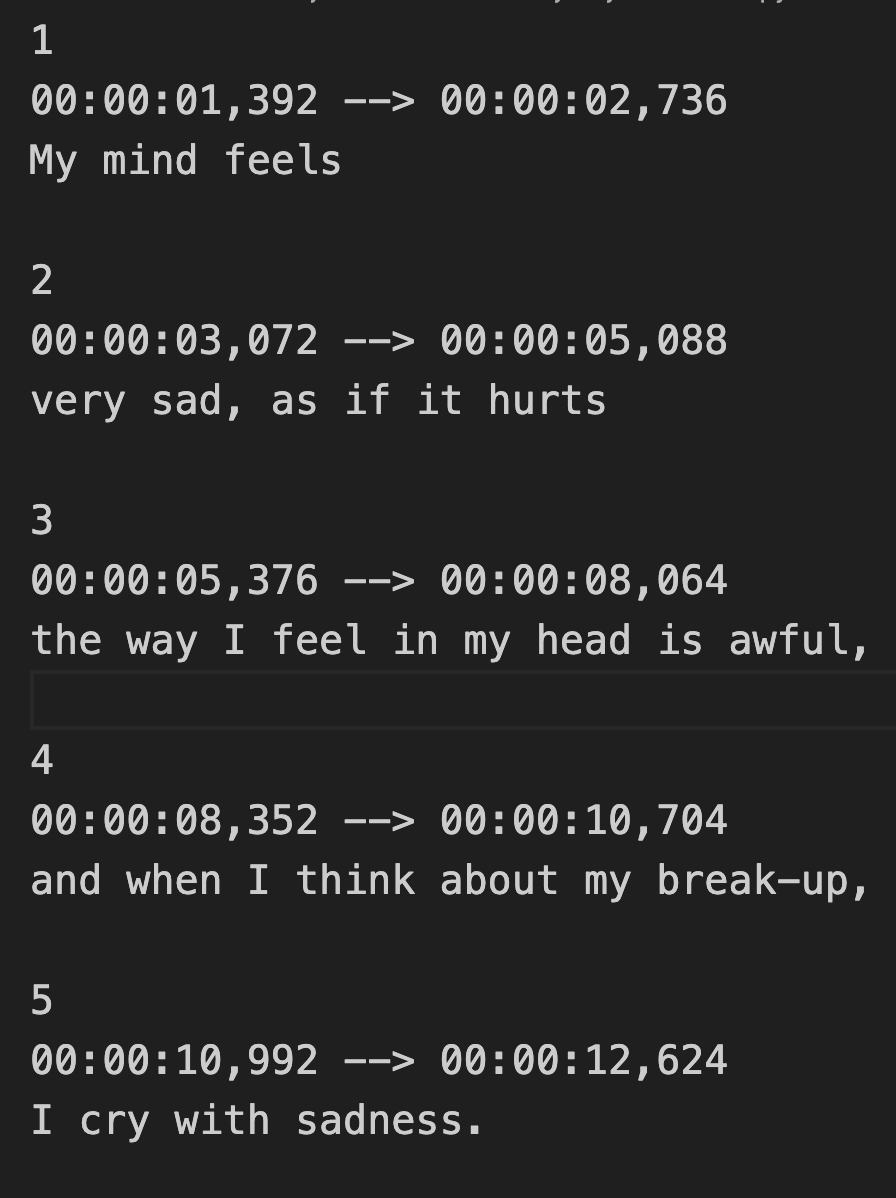 1
00:00:01,392 --> 00:00:02,736
My mind feels
2
00:00:03,072 --> 00:00:05,088
very sad, as if it hurts
3
00:00:05,376 --> 00:00:08,064
the way I feel in my head is awful,
4
00:00:08,352 --> 00:00:10,704
and when I think about my break-up,
5
00:00:10,992 --> 00:00:12,624
I cry with sadness.